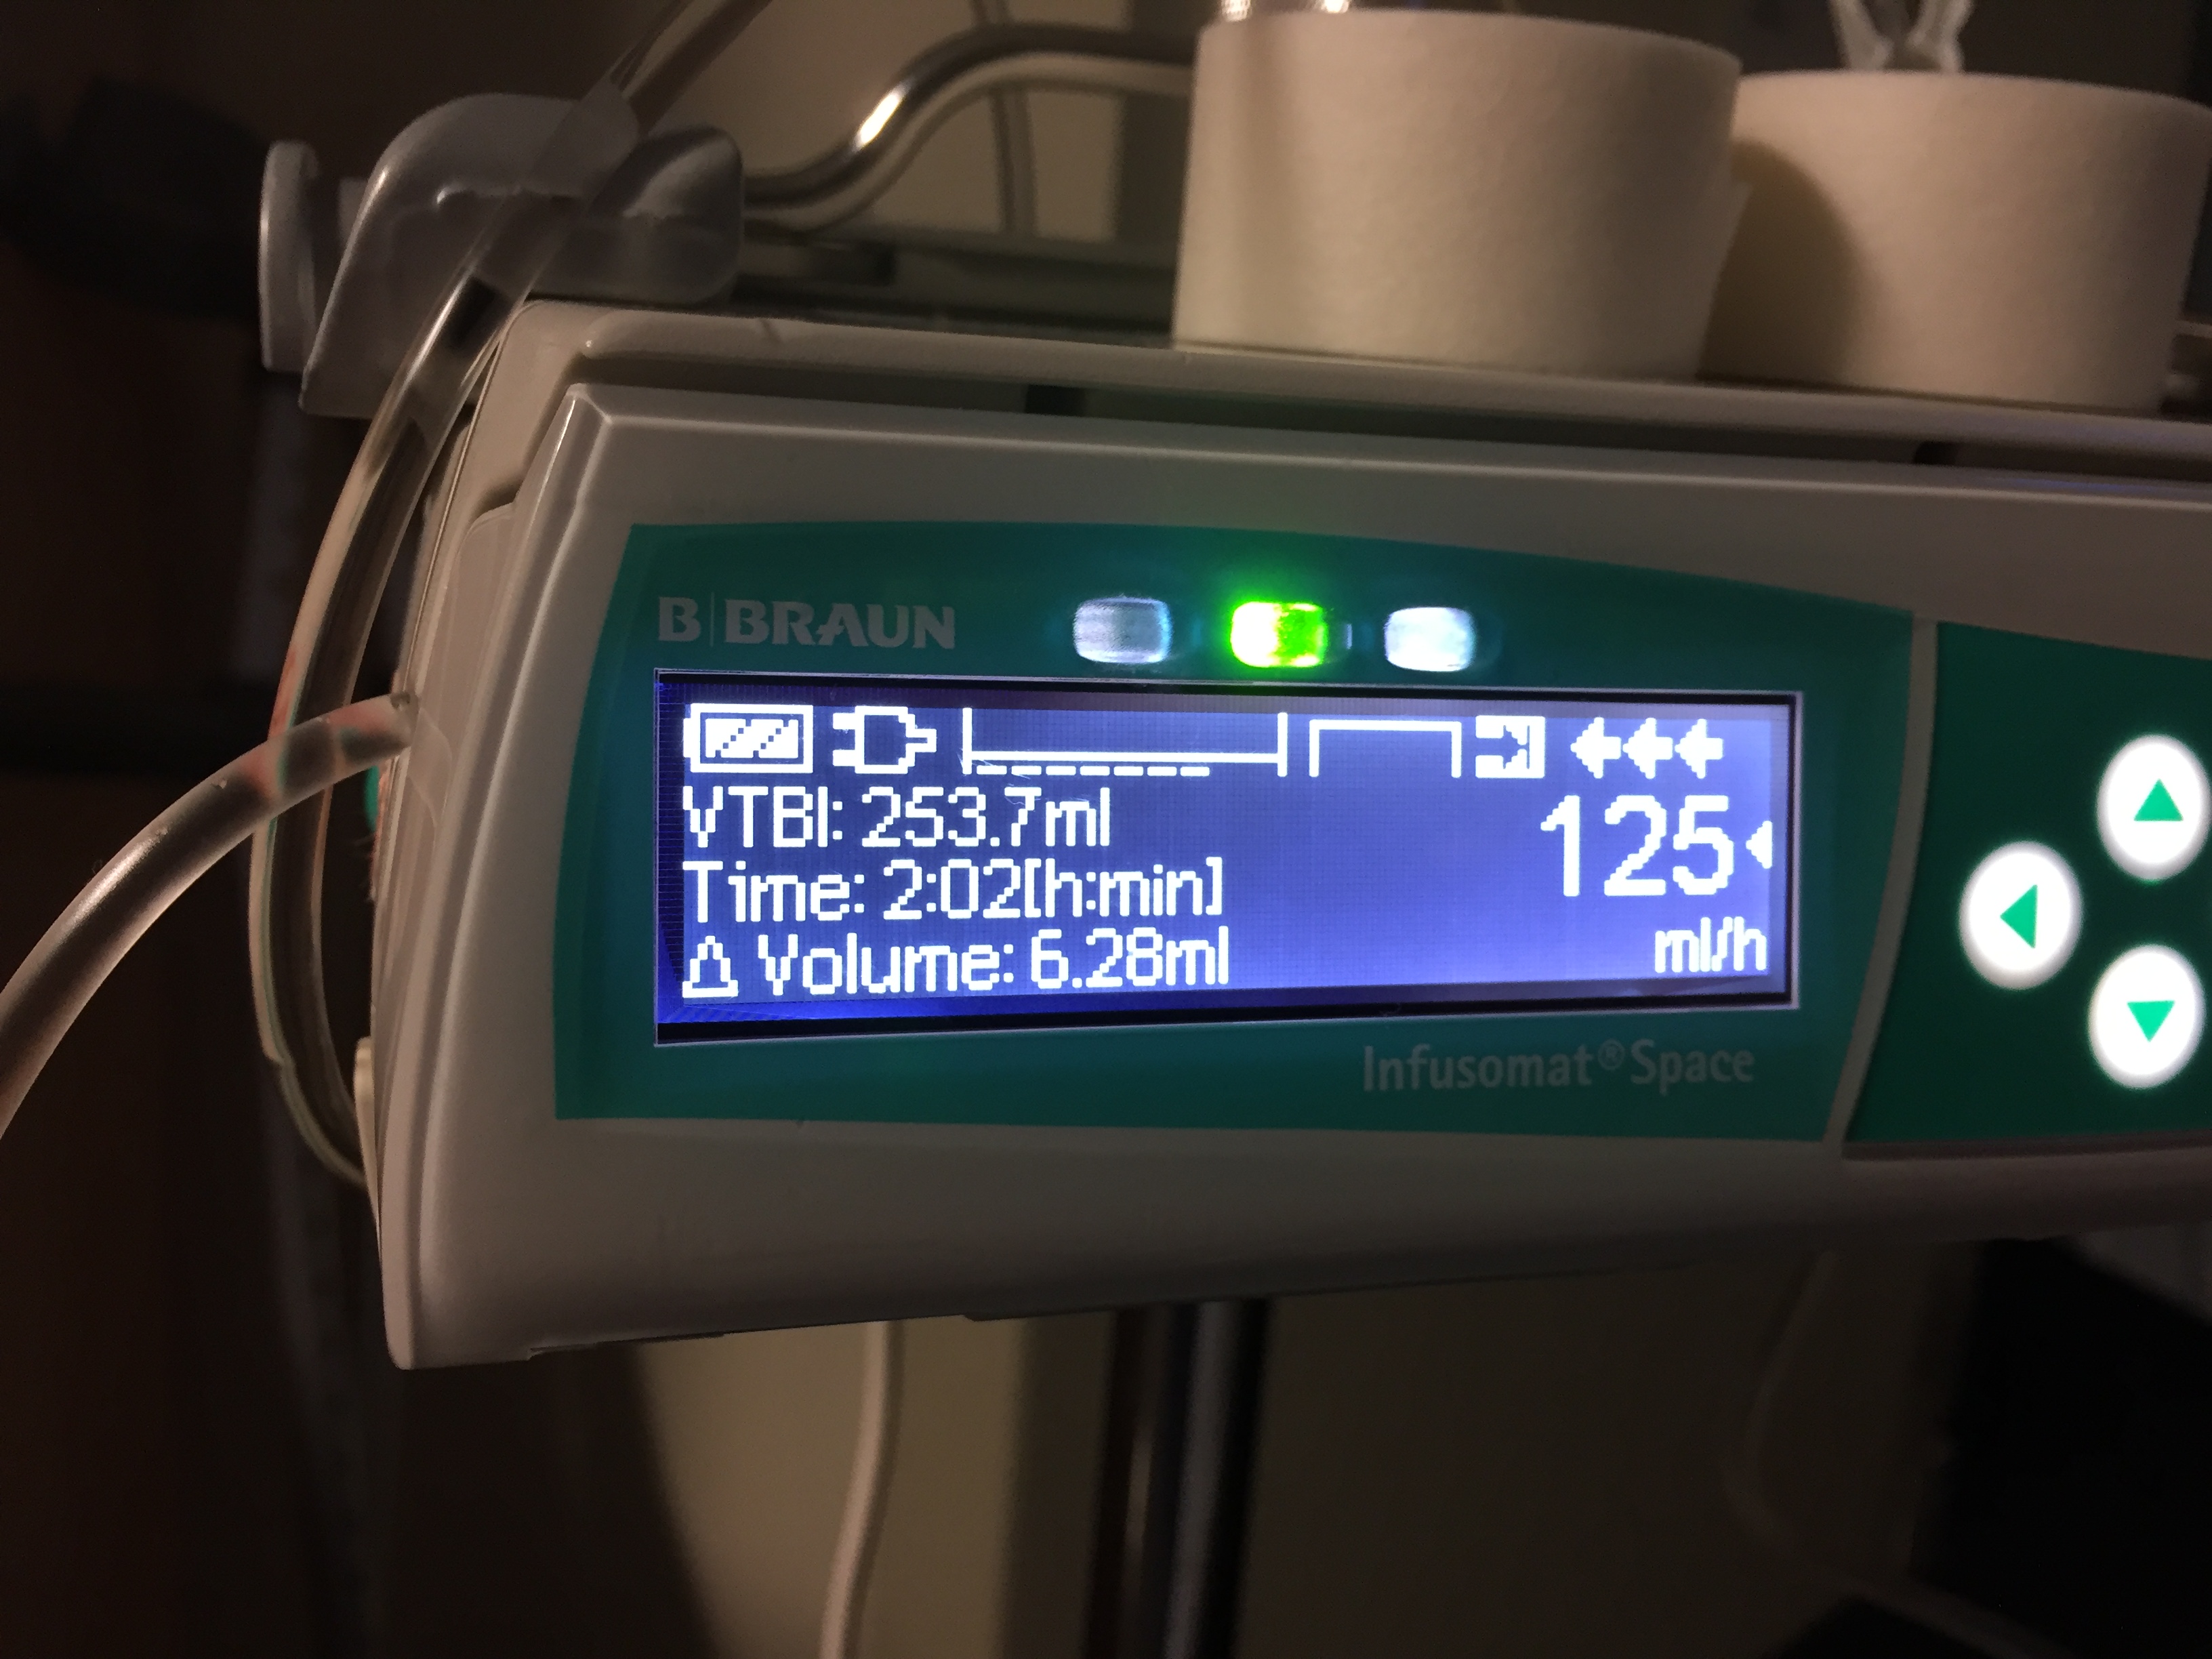 B|BRAUN
VTBI: 253.7ml
125
Time: 2:02[h:min]
Δ Volume: 6.28ml
ml/h
Infusomat®Space